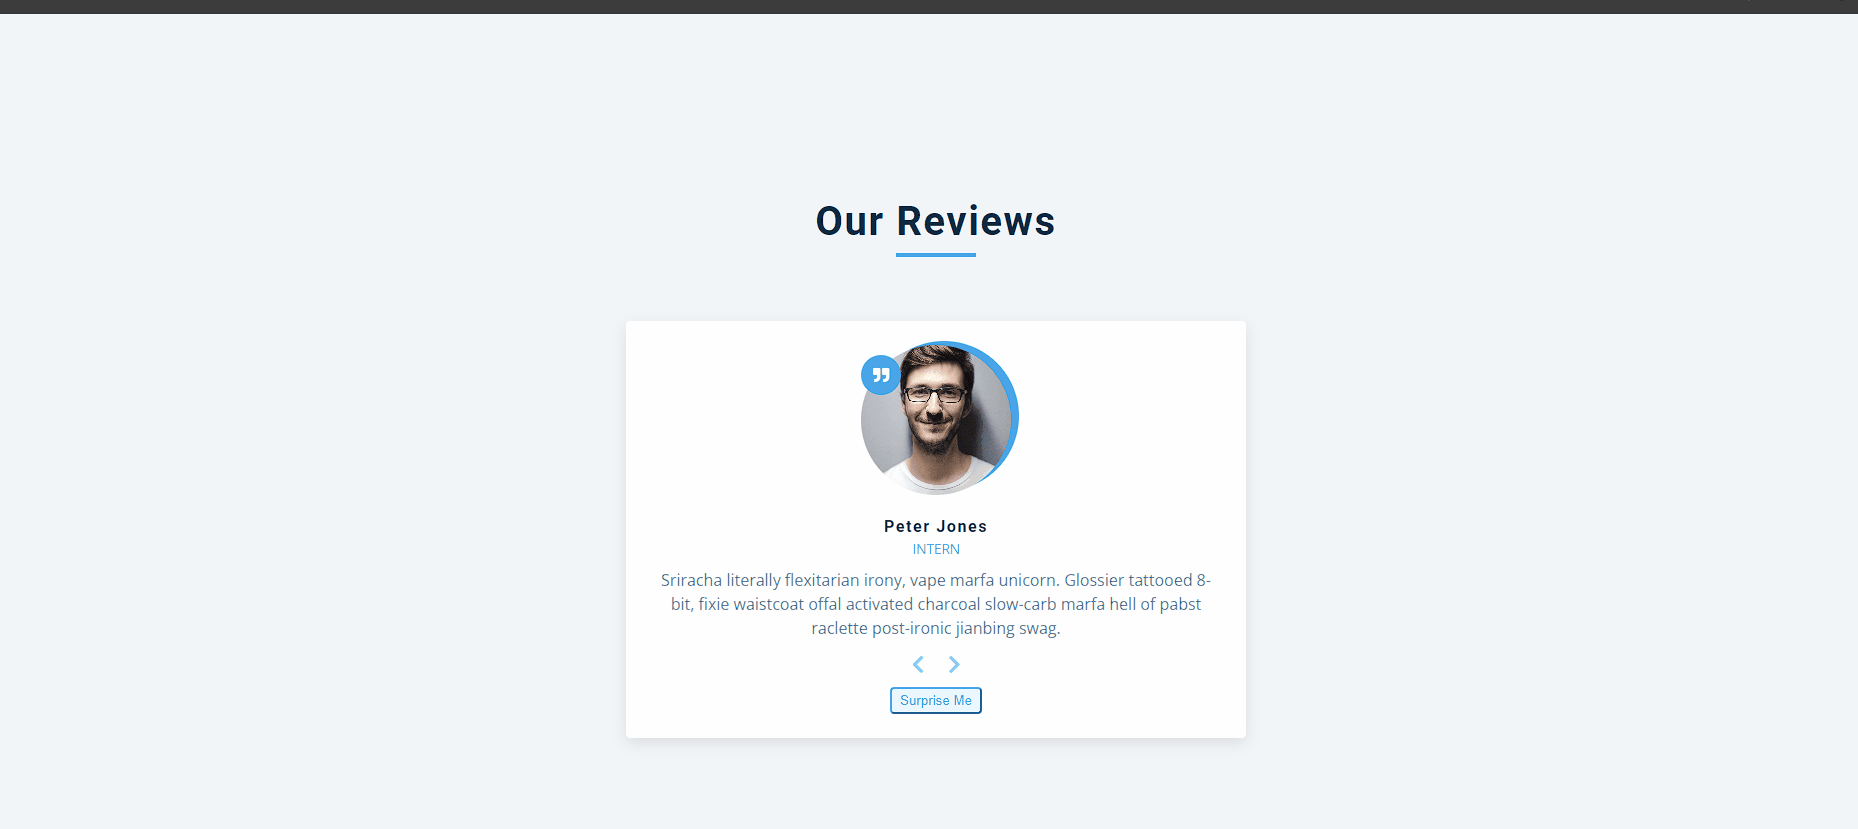 Our Reviews
Peter Jones
INTERN
Sriracha literally flexitarian irony, vape marfa unicorn. Glossier tattooed 8-
bit, fixie waistcoat offal activated charcoal slow-carb marfa hell of pabst
raclette post-ironic jianbing swag.
Surprise Me